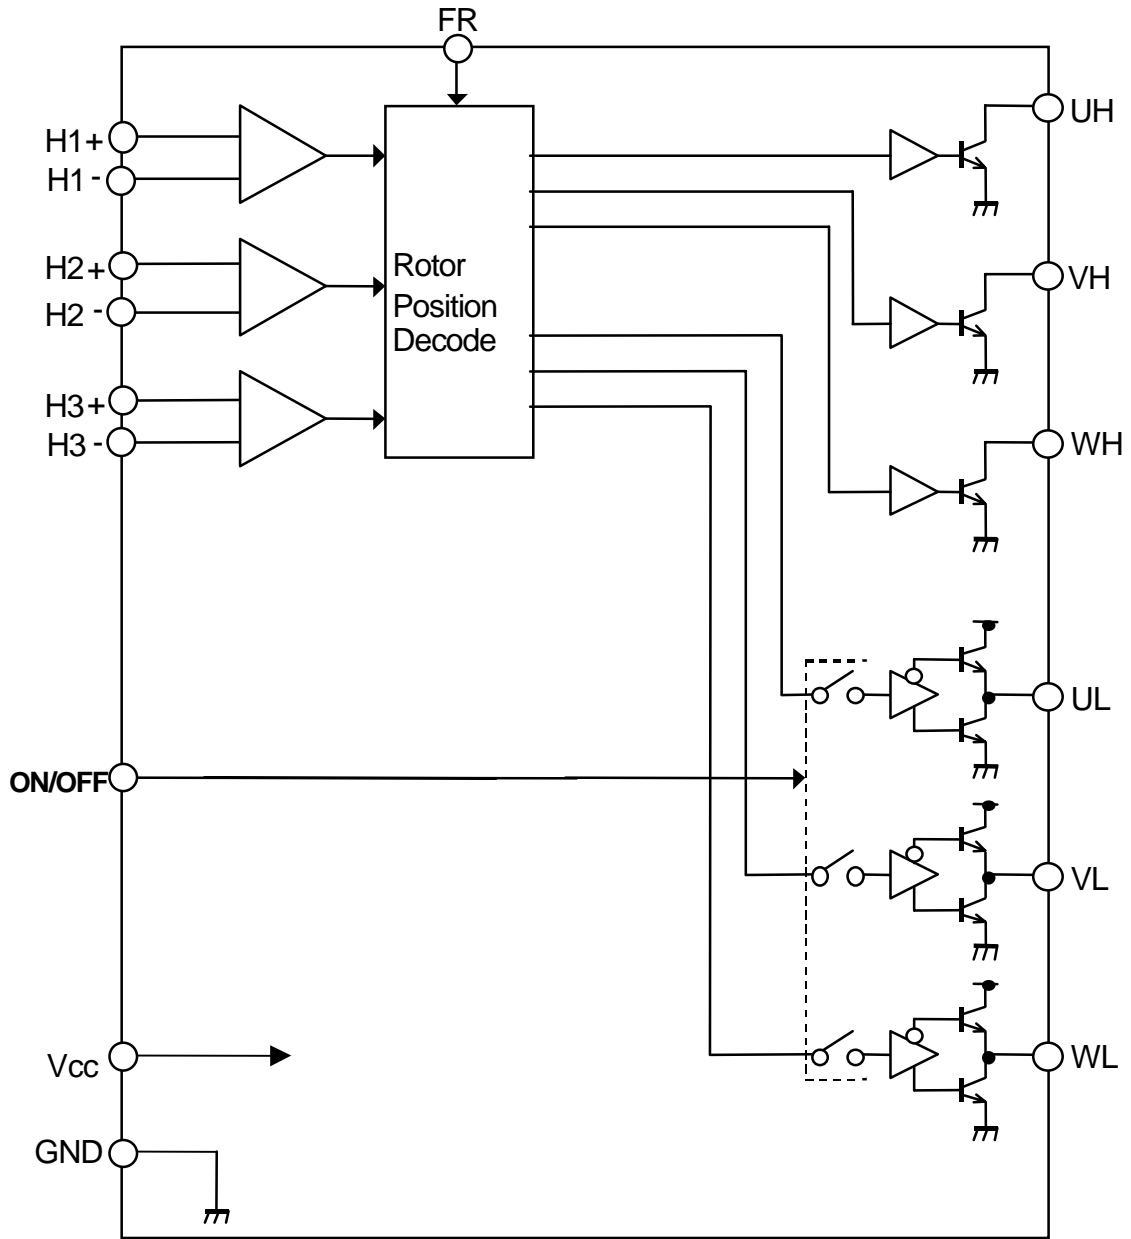 FR
H1+
H1-
H2+
H2-
H3+
H3-
Rotor
Position
Decode
UH
VH
WH
UL
ON/OFF
VL
Vcc
WL
GND